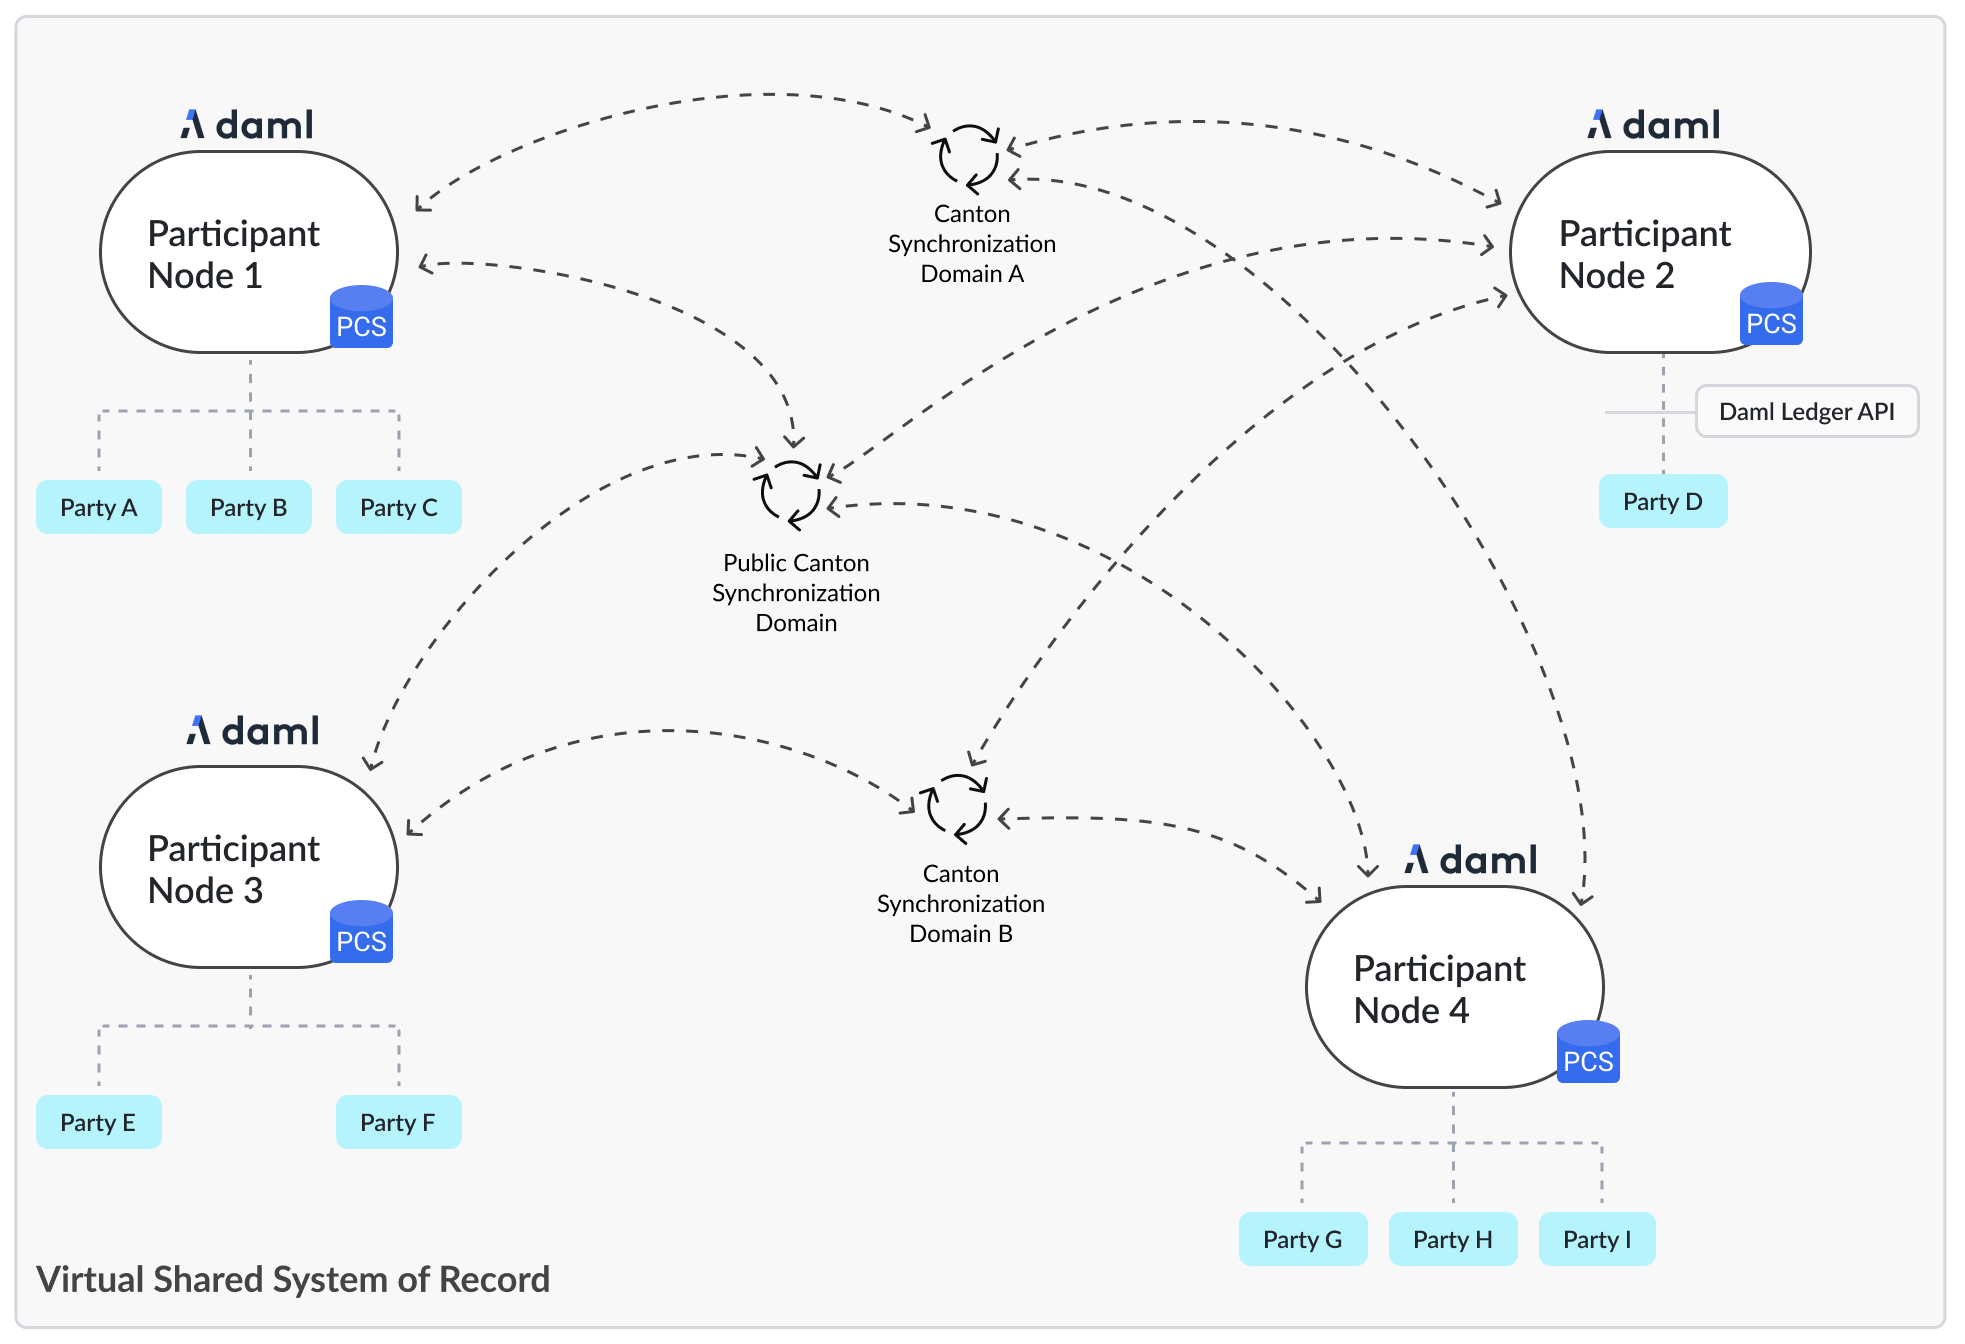 daml
Participant
Node 1
PCS
Party A
Party B
Party C
Canton
Synchronization
Domain A
daml
Participant
Node 2
PCS
Daml Ledger API
Party D
Public Canton
Synchronization
Domain
daml
Participant
Node 3
PCS
Party E
Party F
Canton
Synchronization
Domain B
daml
Participant
Node 4
PCS
Party G
Party H
Party I
Virtual Shared System of Record